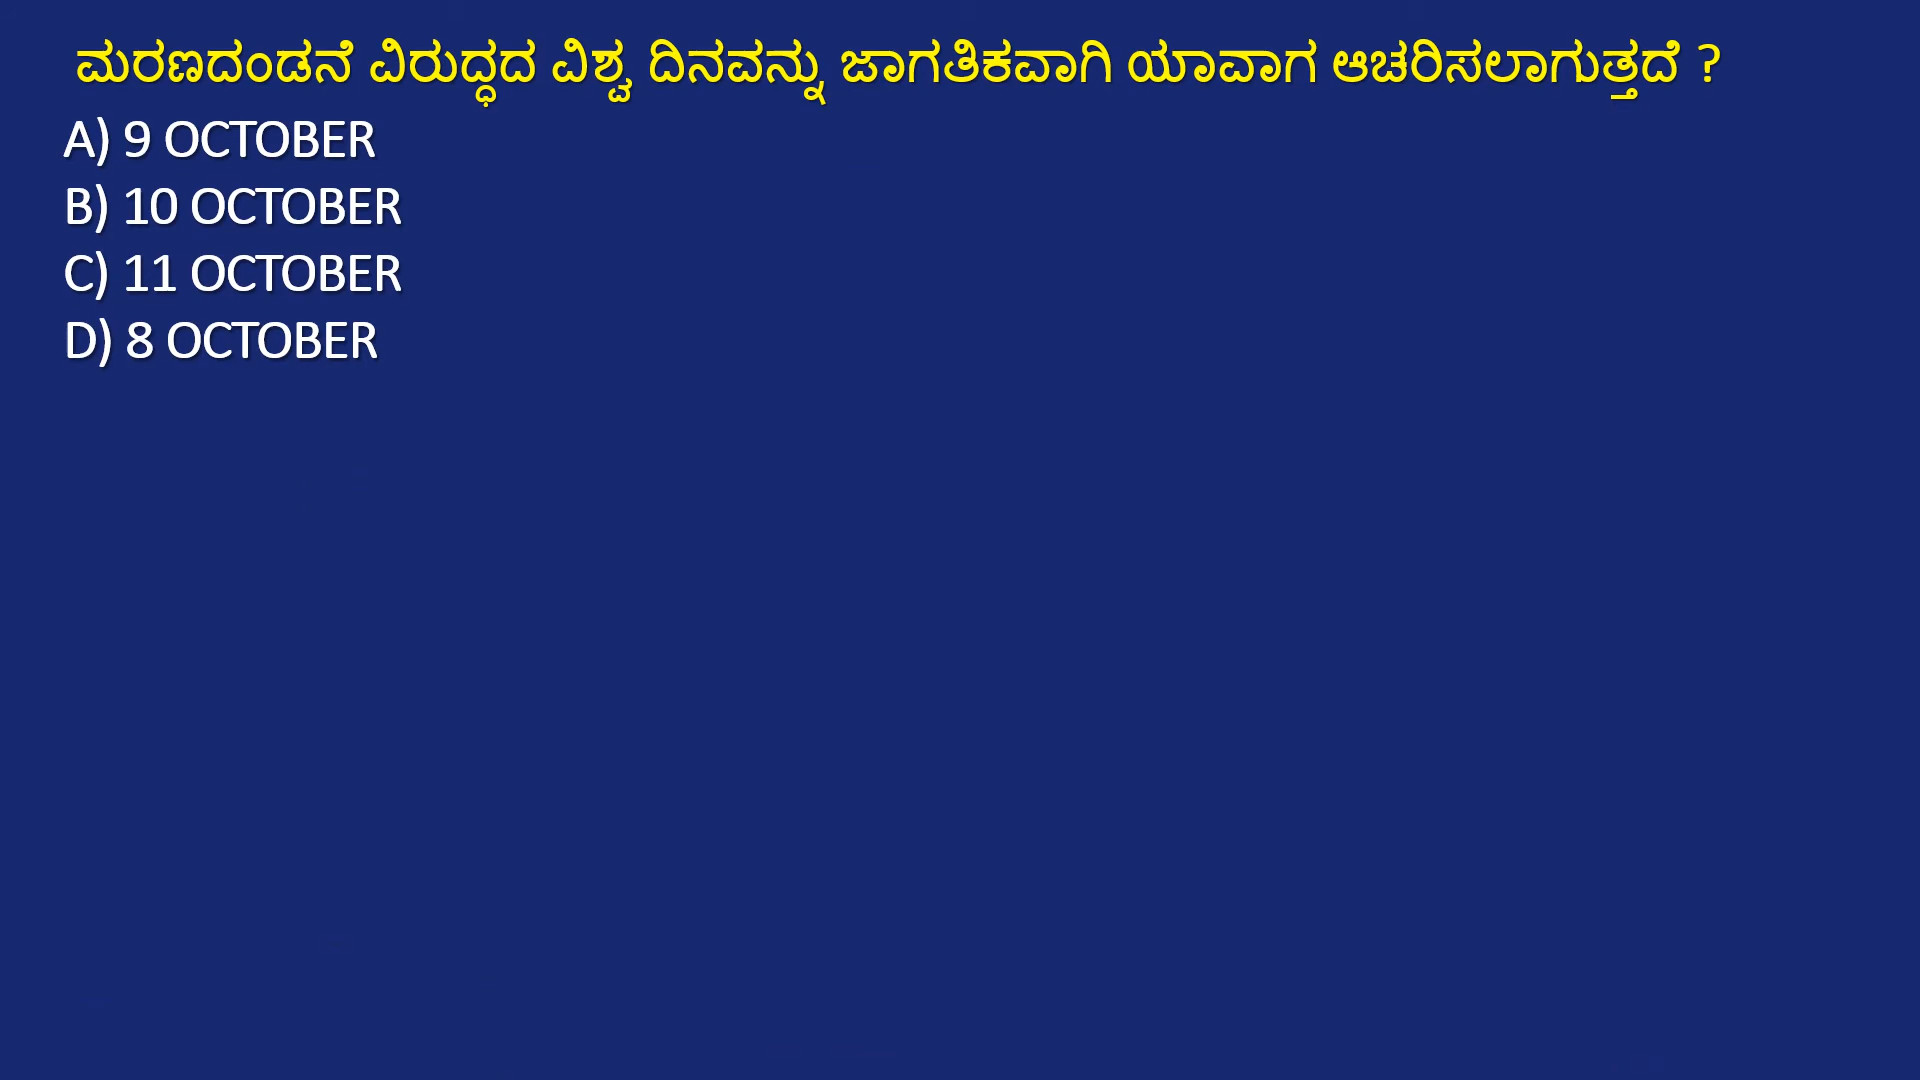 ಮರಣದಂಡನೆ ವಿರುದ್ಧದ ವಿಶ್ವ ದಿನವನ್ನು ಜಾಗತಿಕವಾಗಿ ಯಾವಾಗ ಆಚರಿಸಲಾಗುತ್ತದೆ ?
A) 9 OCTOBER
B) 10 OCTOBER
C) 11 OCTOBER
D) 8 OCTOBER